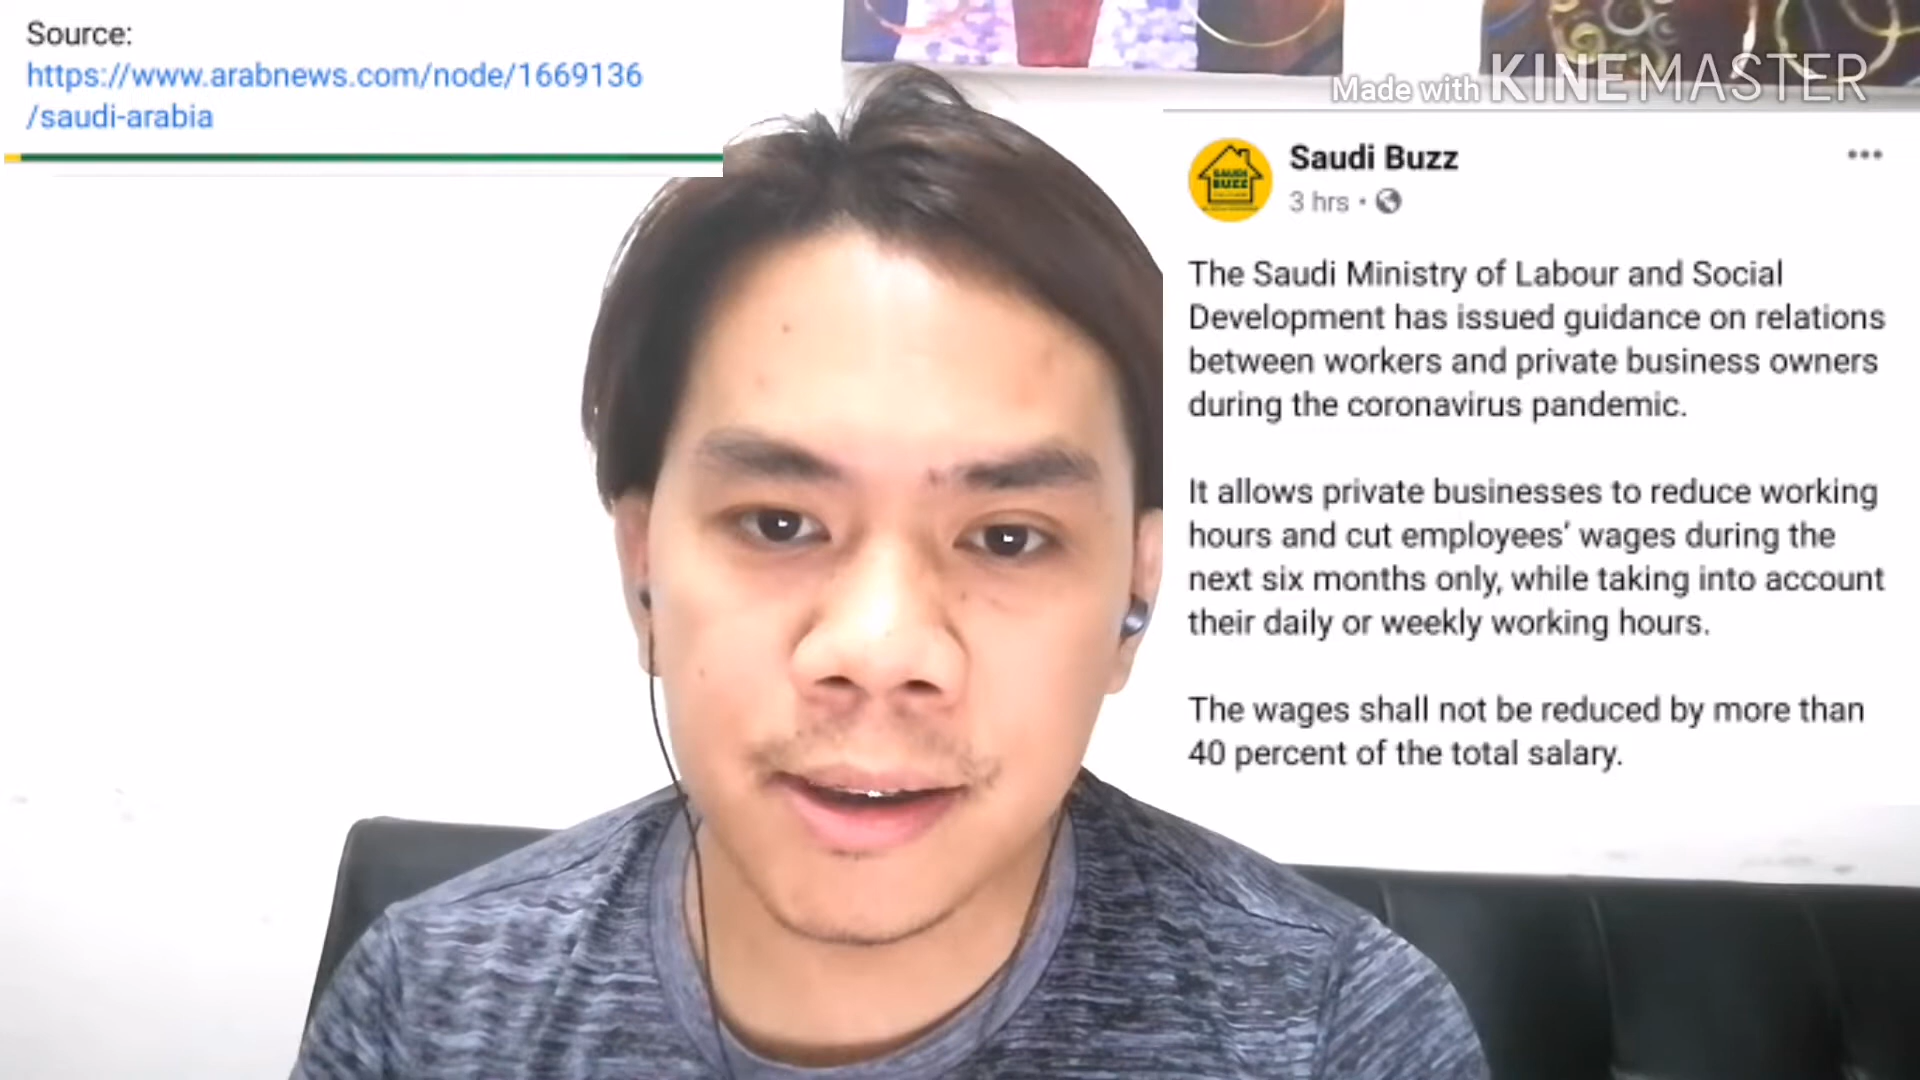 Source:
https://www.arabnews.com/node/1669136
/saudi-arabia
Made with KINEMASTER
SAUDI
BUZZ
Saudi Buzz
3 hrs
The Saudi Ministry of Labour and Social
Development has issued guidance on relations
between workers and private business owners
during the coronavirus pandemic.
It allows private businesses to reduce working
hours and cut employees’ wages during the
next six months only, while taking into account
their daily or weekly working hours.
The wages shall not be reduced by more than
40 percent of the total salary.